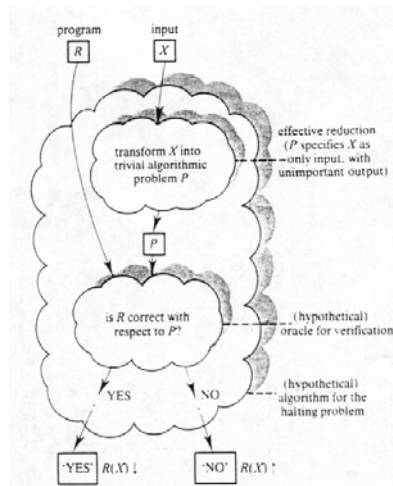 program
input
R
X
transform X into
trivial algorithmic
problem P
effective reduction
(P specifies X as
only input, with
unimportant output)
P
is R correct with
respect to P?
(hypothetical)
oracle for verification
YES
NO
(hypothetical)
algorithm for the
halting problem
'YES' R(X) ↓
'NO' R(X) ↑